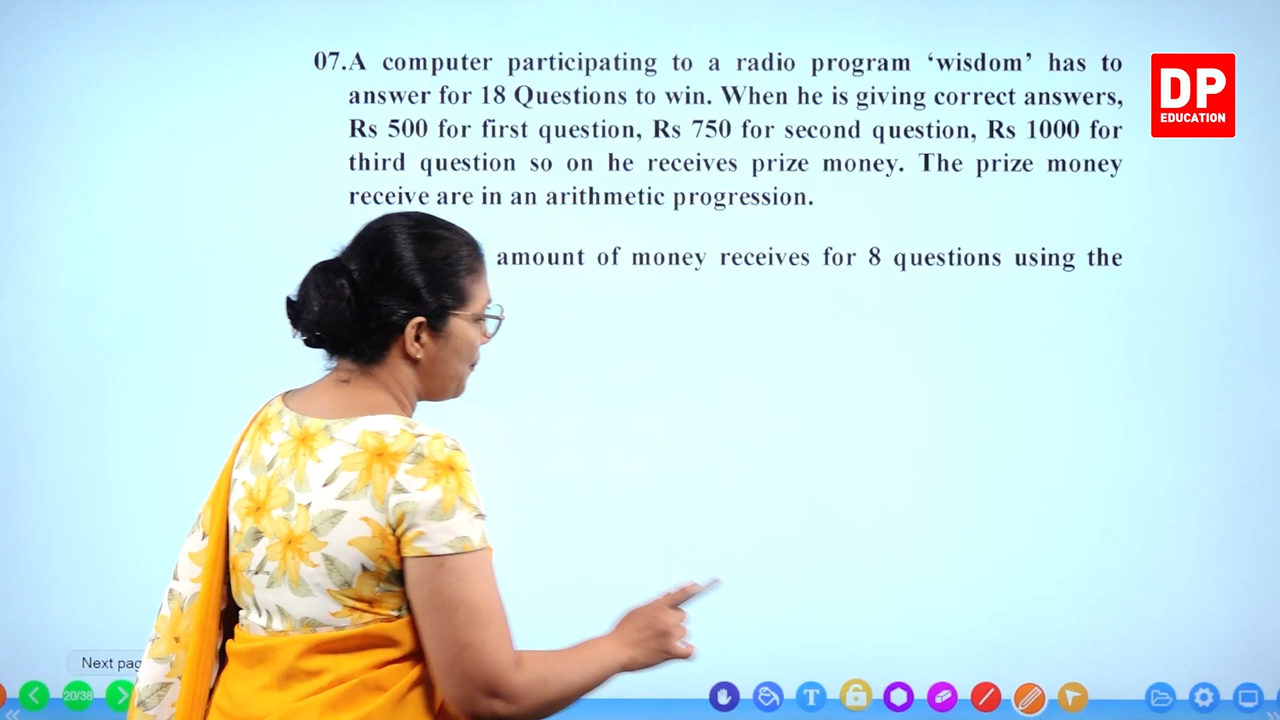 07.A computer participating to a radio program ‘wisdom’ has to
answer for 18 Questions to win. When he is giving correct answers,
Rs 500 for first question, Rs 750 for second question, Rs 1000 for
third question so on he receives prize money. The prize money
receive are in an arithmetic progression.
amount of money receives for 8 questions using the
DP
EDUCATION
Next
20/38
T